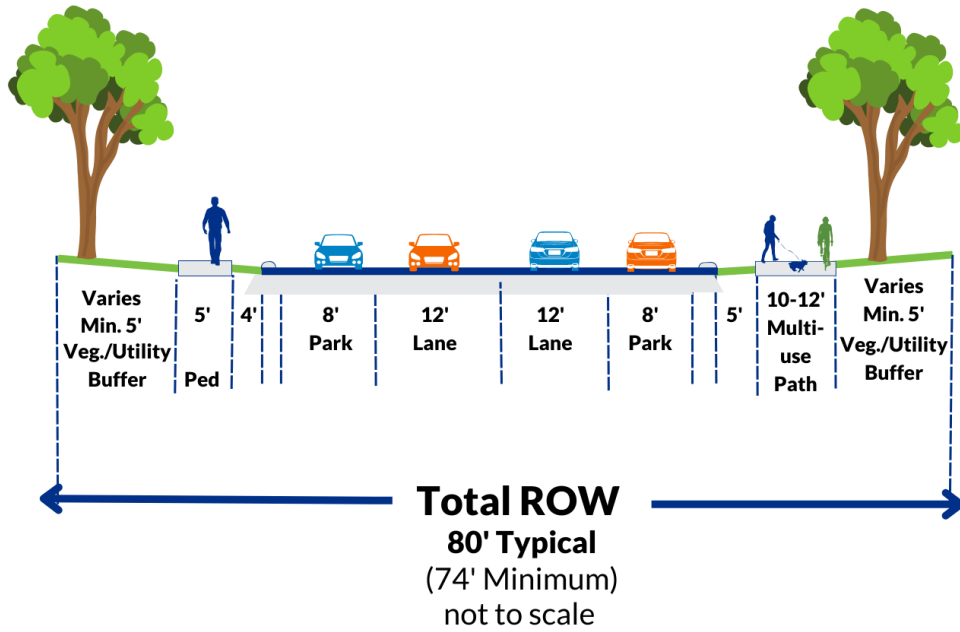 Varies
Min. 5'
Veg./Utility
Buffer
5'
Ped
4'
8'
Park
12'
Lane
12'
Lane
8'
Park
5'
10-12'
Multi-
use
Path
Varies
Min. 5'
Veg./Utility
Buffer
Total ROW
80' Typical
(74' Minimum)
not to scale